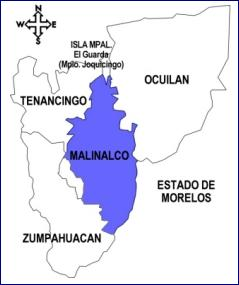 N
W E
S
ISLA MPAL.
El Guarda
(Mpio. Joquicingo)
OCUILAN
TENANCINGO
MALINALCO
ESTADO DE
MORELOS
ZUMPAHUACAN